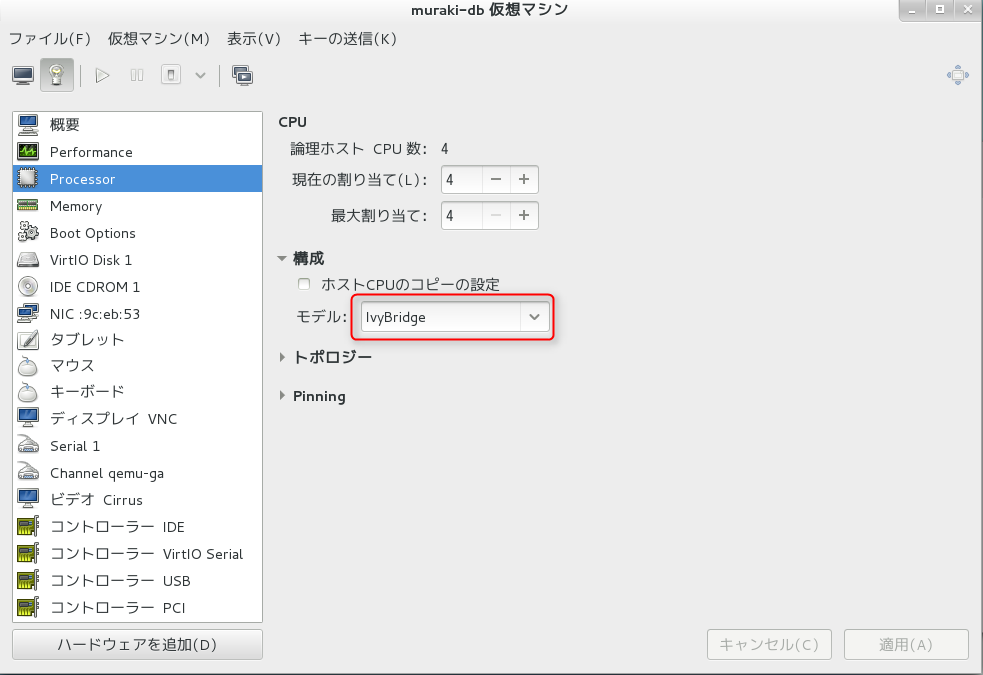 muraki-db 仮想マシン
ファイル(F) 仮想マシン(M) 表示(V) キーの送信(K)
概要
Performance
Processor
Memory
Boot Options
VirtIO Disk 1
IDE CDROM 1
NIC :9c:eb:53
タブレット
マウス
キーボード
ディスプレイ VNC
Serial 1
Channel qemu-ga
ビデオ Cirrus
コントローラー IDE
コントローラー VirtIO Serial
コントローラー USB
コントローラー PCI
ハードウェアを追加(D)
CPU
論理ホスト CPU 数: 4
現在の割り当て(L): 4
最大割り当て: 4
構成
ホストCPUのコピーの設定
モデル: IvyBridge
トポロジー
Pinning
キャンセル(C) 適用(A)